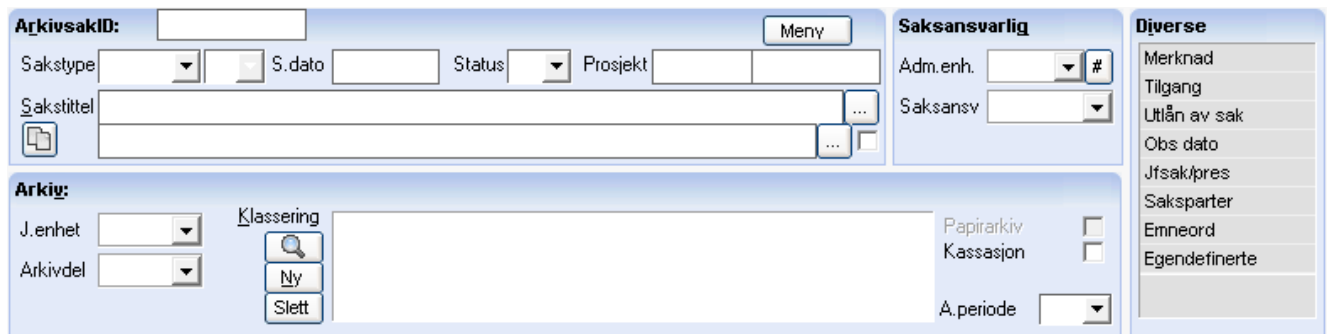 ArkivsakID: Meny
Sakstype S.dato Status Prosjekt
Sakstittel ...
...
Saksansvarlig
Adm.enh. #
Saksansv
Diverse
Merknad
Tilgang
Utlån av sak
Obs dato
Jfsak/pres
Saksparter
Emneord
Egendefinerte
Arkiv:
J.enhet
Arkivdel
Klassering
Ny
Slett
Papirarkiv
Kassasjon
A.periode